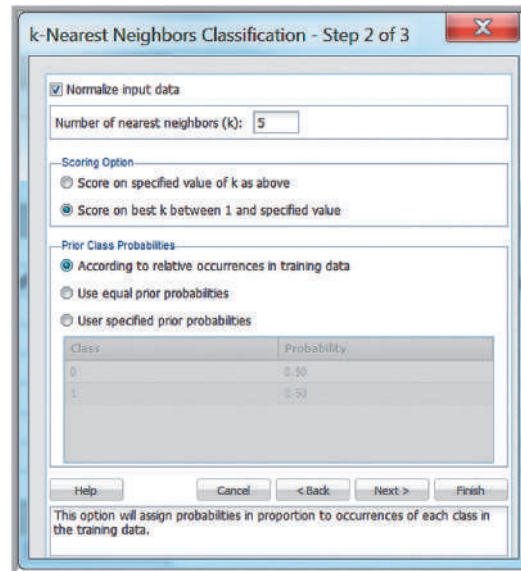 k-Nearest Neighbors Classification - Step 2 of 3
Normalize input data
Number of nearest neighbors (k): 5
Scoring Option
Score on specified value of k as above
Score on best k between 1 and specified value
Prior Class Probabilities
According to relative occurrences in training data
Use equal prior probabilities
User specified prior probabilities
Class Probability
0 0.50
1 0.50
Help Cancel < Back Next > Finish
This option will assign probabilities in proportion to occurrences of each class in
the training data.